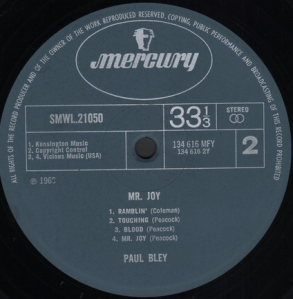 ALL RIGHTS OF THE RECORD PRODUCER AND OF THE OWNER OF THE WORK REPRODUCED RESERVED. COPYING, PUBLIC PERFORMANCE AND BROADCASTING OF THIS RECORD PROHIBITED
mercury
SMWL.21050
33 1/3
STEREO
1. Kensington Music
2. Copyright Control
3. 4. Vicious Music (USA)
134 616 MFY
134 616 2Y
2
MR. JOY
1. RAMBLIN' (Coleman)
2. TOUCHING (Peacock)
3. BLOOD (Peacock)
4. MR. JOY (Peacock)
PAUL BLEY